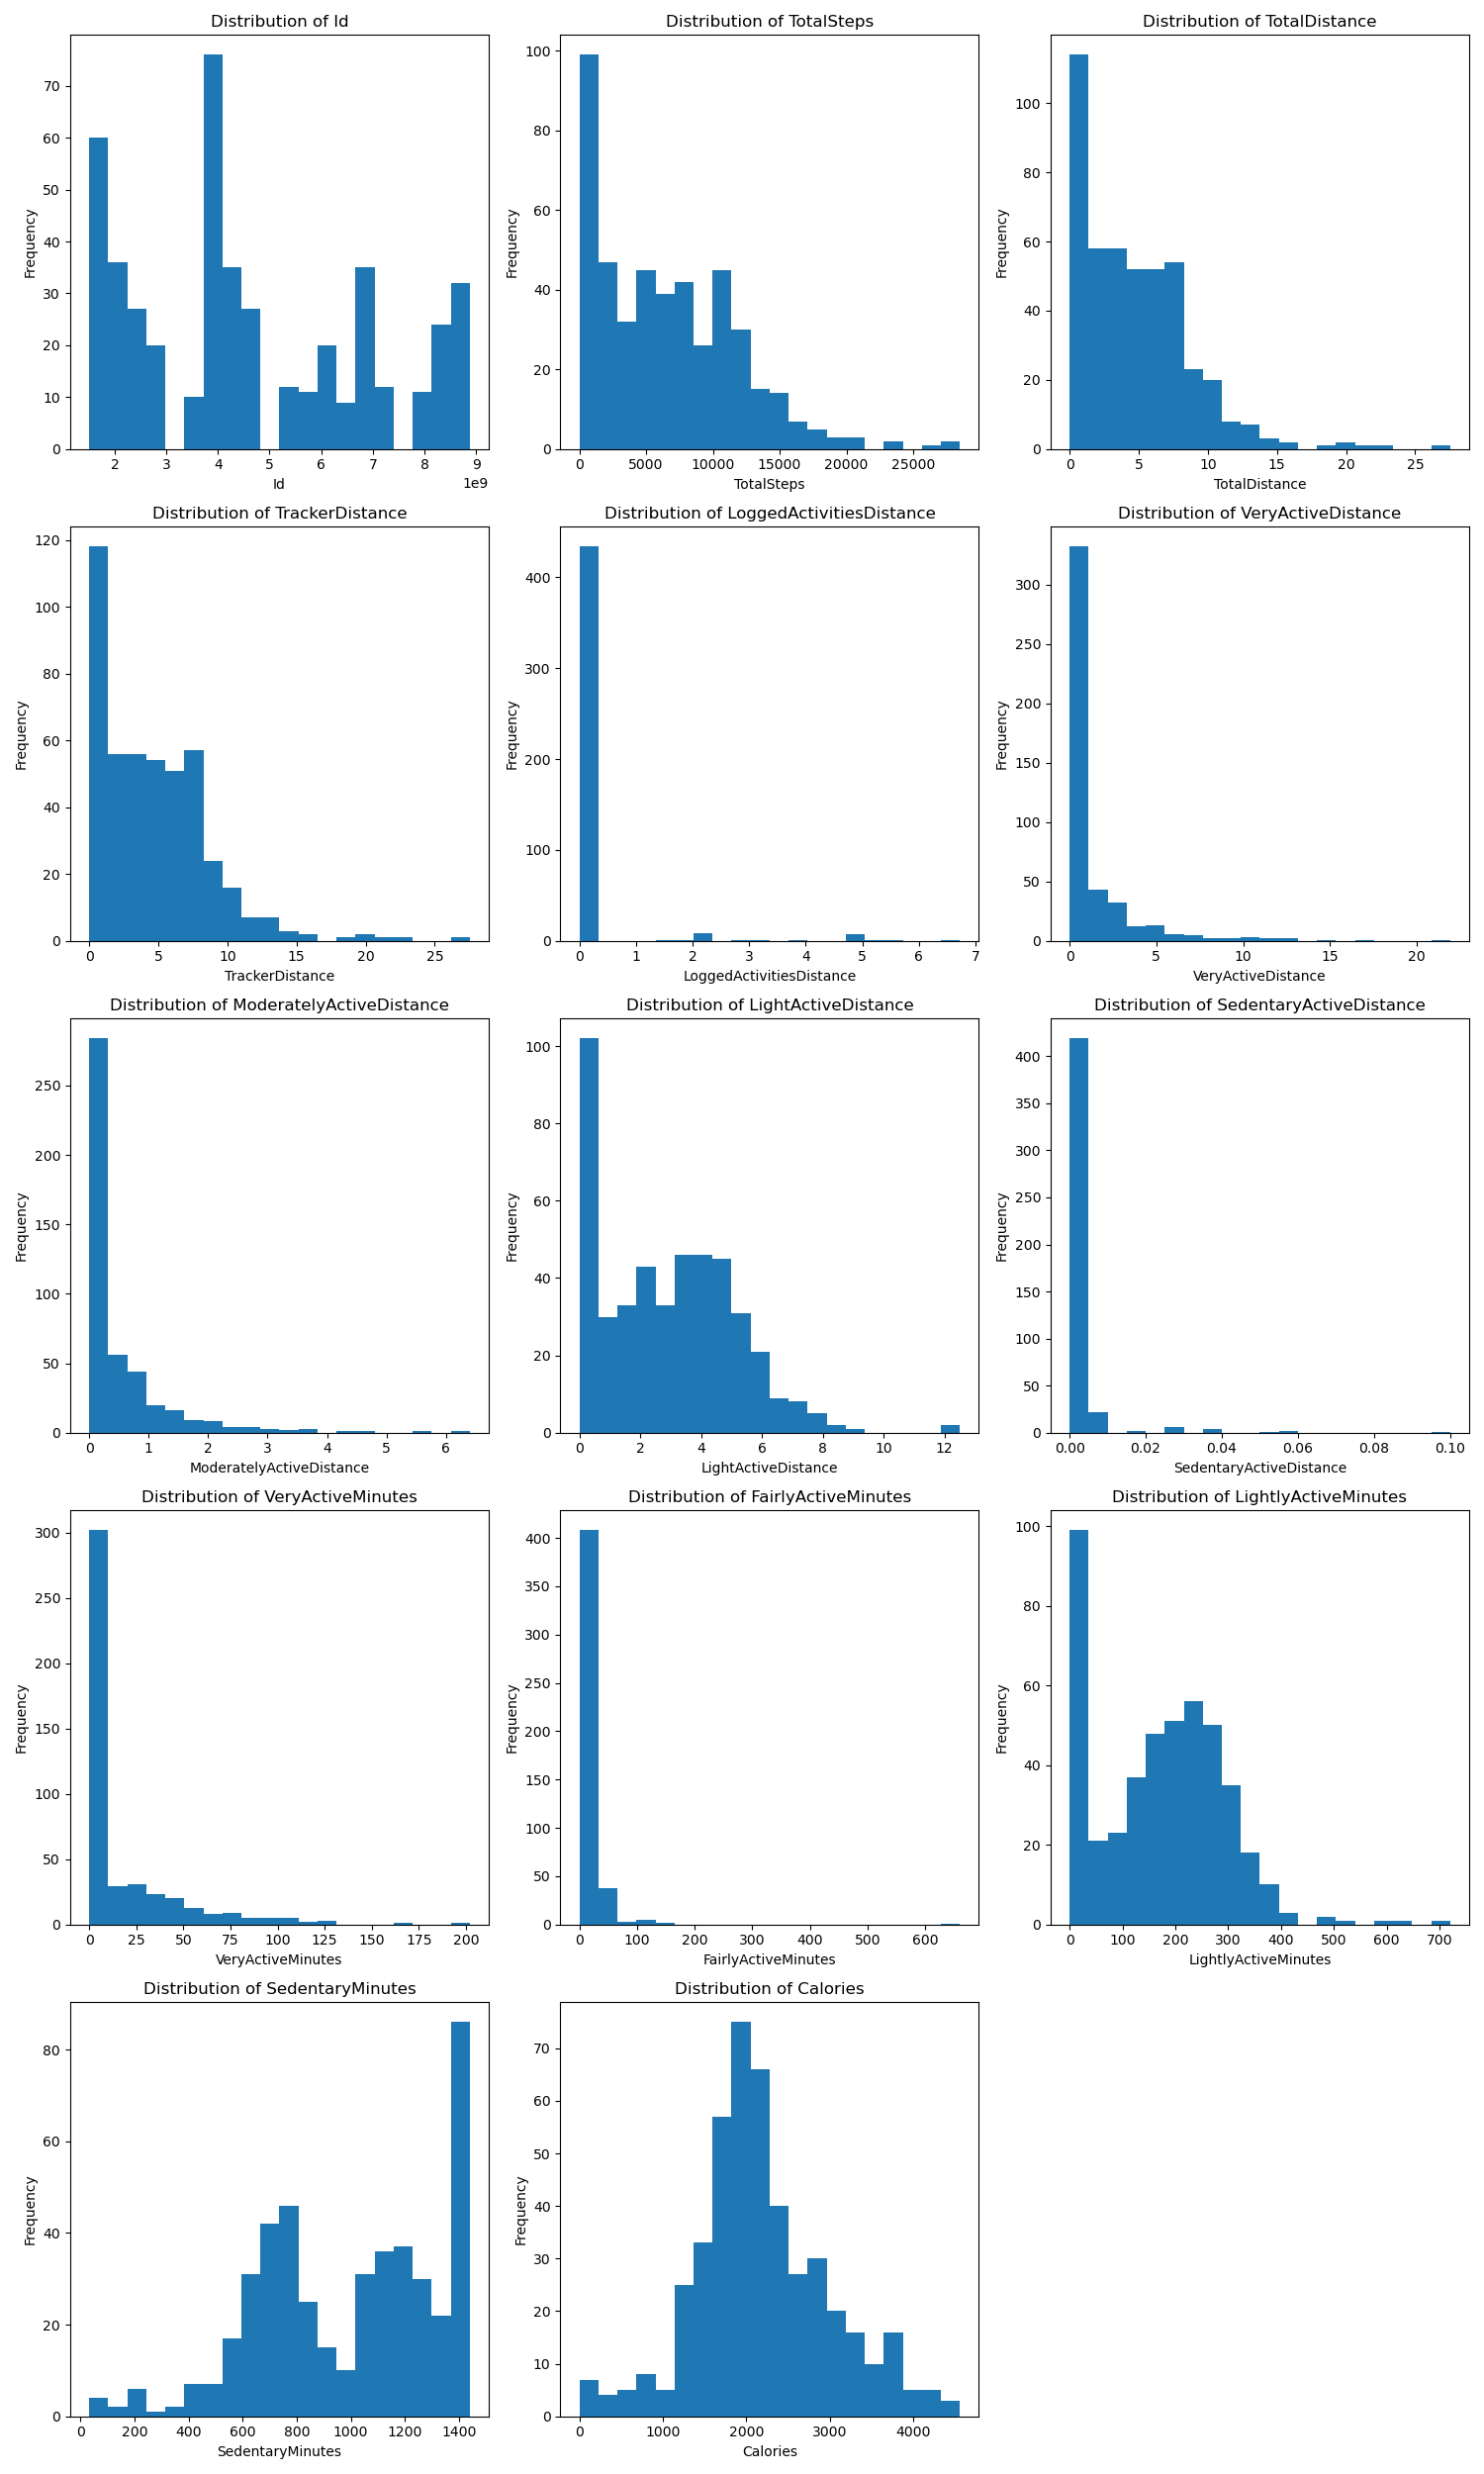 Distribution of Id
Distribution of TotalSteps
Distribution of TotalDistance
Frequency
70
60
50
40
30
20
10
0
2 3 4 5 6 7 8 9
1e9
Id
Frequency
100
80
60
40
20
0
0 5000 10000 15000 20000 25000
TotalSteps
Frequency
100
80
60
40
20
0
0 5 10 15 20 25
TotalDistance
Distribution of TrackerDistance
Distribution of LoggedActivitiesDistance
Distribution of VeryActiveDistance
Frequency
120
100
80
60
40
20
0
0 5 10 15 20 25
TrackerDistance
Frequency
400
300
200
100
0
0 1 2 3 4 5 6 7
LoggedActivitiesDistance
Frequency
300
250
200
150
100
50
0
0 5 10 15 20
VeryActiveDistance
Distribution of ModeratelyActiveDistance
Distribution of LightActiveDistance
Distribution of SedentaryActiveDistance
Frequency
250
200
150
100
50
0
0 1 2 3 4 5 6
ModeratelyActiveDistance
Frequency
100
80
60
40
20
0
0 2 4 6 8 10 12
LightActiveDistance
Frequency
400
350
300
250
200
150
100
50
0
0.00 0.02 0.04 0.06 0.08 0.10
SedentaryActiveDistance
Distribution of VeryActiveMinutes
Distribution of FairlyActiveMinutes
Distribution of LightlyActiveMinutes
Frequency
300
250
200
150
100
50
0
0 25 50 75 100 125 150 175 200
VeryActiveMinutes
Frequency
400
350
300
250
200
150
100
50
0
0 100 200 300 400 500 600
FairlyActiveMinutes
Frequency
100
80
60
40
20
0
0 100 200 300 400 500 600 700
LightlyActiveMinutes
Distribution of SedentaryMinutes
Distribution of Calories
Frequency
80
60
40
20
0
0 200 400 600 800 1000 1200 1400
SedentaryMinutes
Frequency
70
60
50
40
30
20
10
0
0 1000 2000 3000 4000
Calories